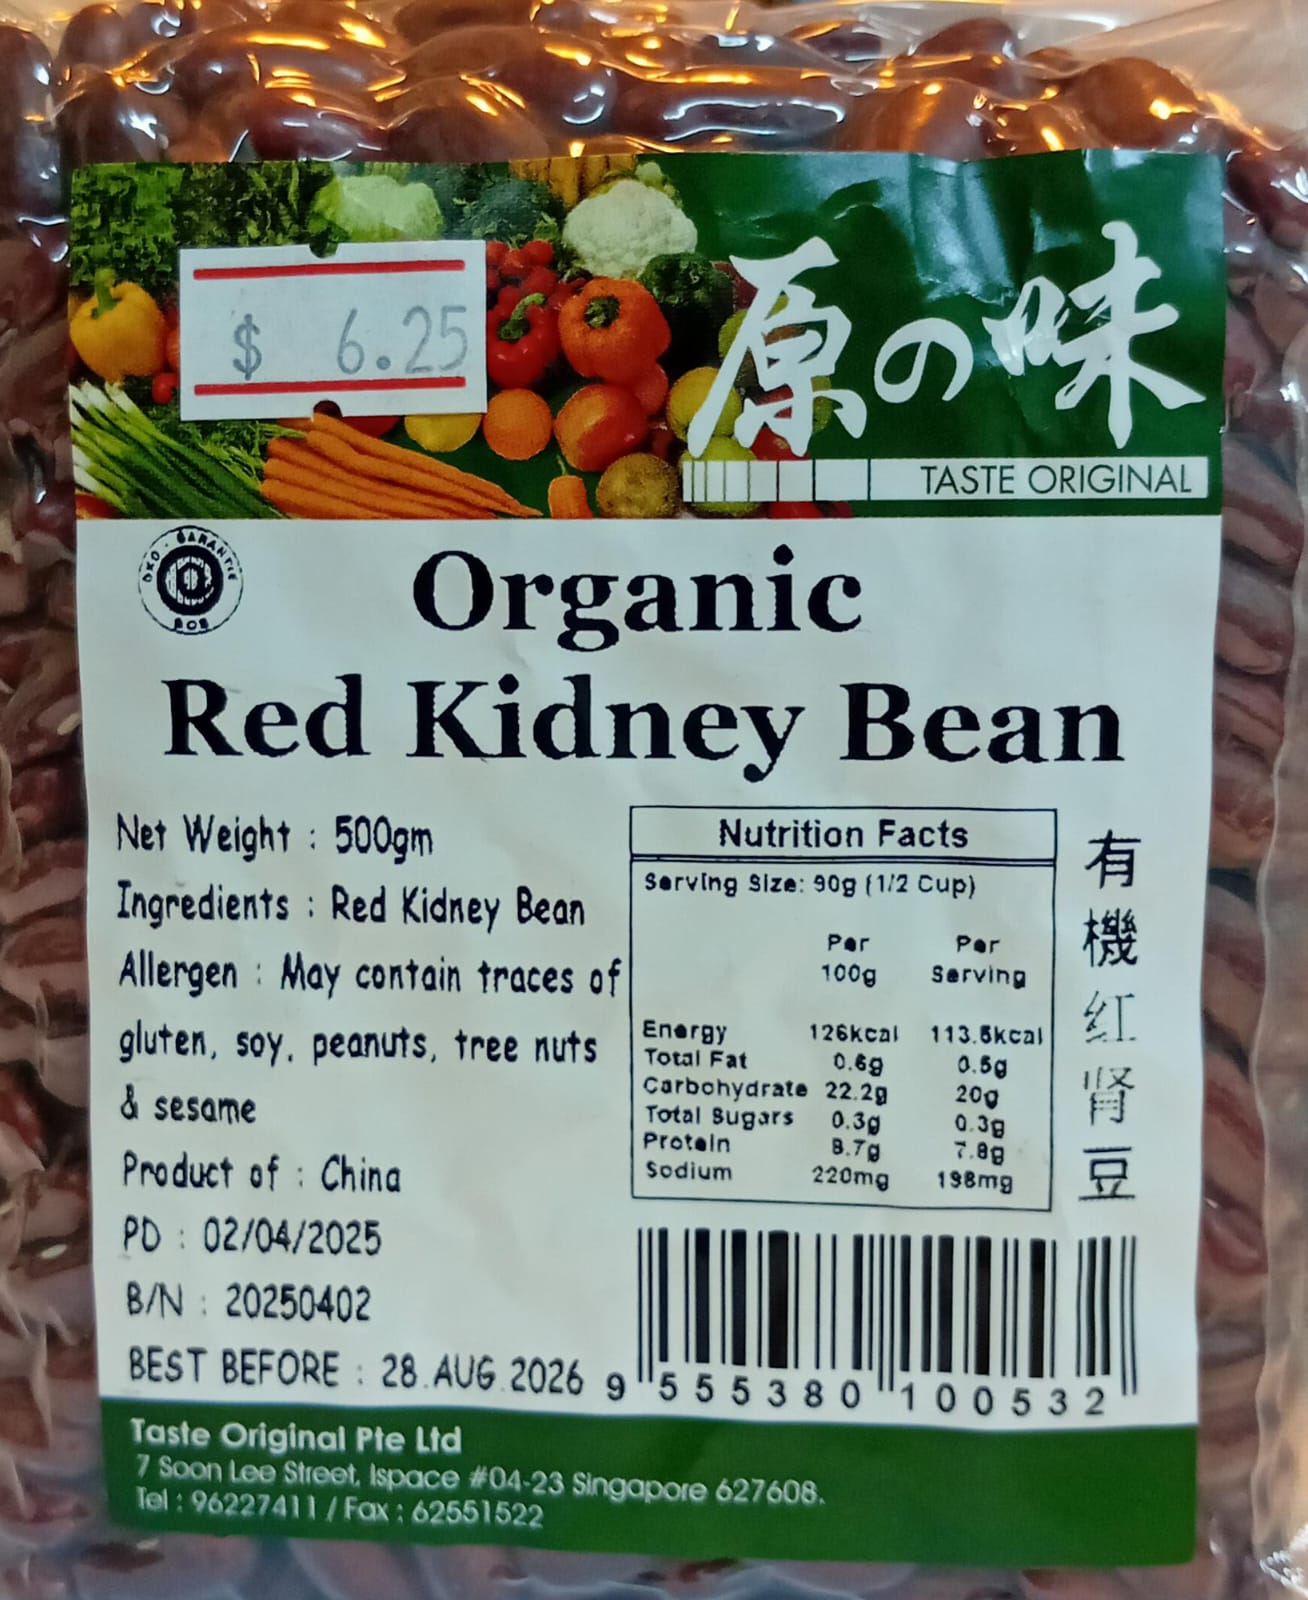 $ 6.25
原の味
TASTE ORIGINAL
ÖKO · GARANTIE
BCS
Organic
Red Kidney Bean
Net Weight : 500gm
Ingredients : Red Kidney Bean
Allergen : May contain traces of
gluten, soy, peanuts, tree nuts
& sesame
Product of : China
PD : 02/04/2025
B/N : 20250402
BEST BEFORE : 28.AUG.2026
Nutrition Facts
Serving Size: 90g (1/2 Cup)
Per Per
100g Serving
Energy 126kcal 113.5kcal
Total Fat 0.6g 0.5g
Carbohydrate 22.2g 20g
Total Sugars 0.3g 0.3g
Protein 8.7g 7.8g
Sodium 220mg 198mg
有機红肾豆
9 555380 100532
Taste Original Pte Ltd
7 Soon Lee Street, Ispace #04-23 Singapore 627608.
Tel : 96227411 / Fax : 62551522